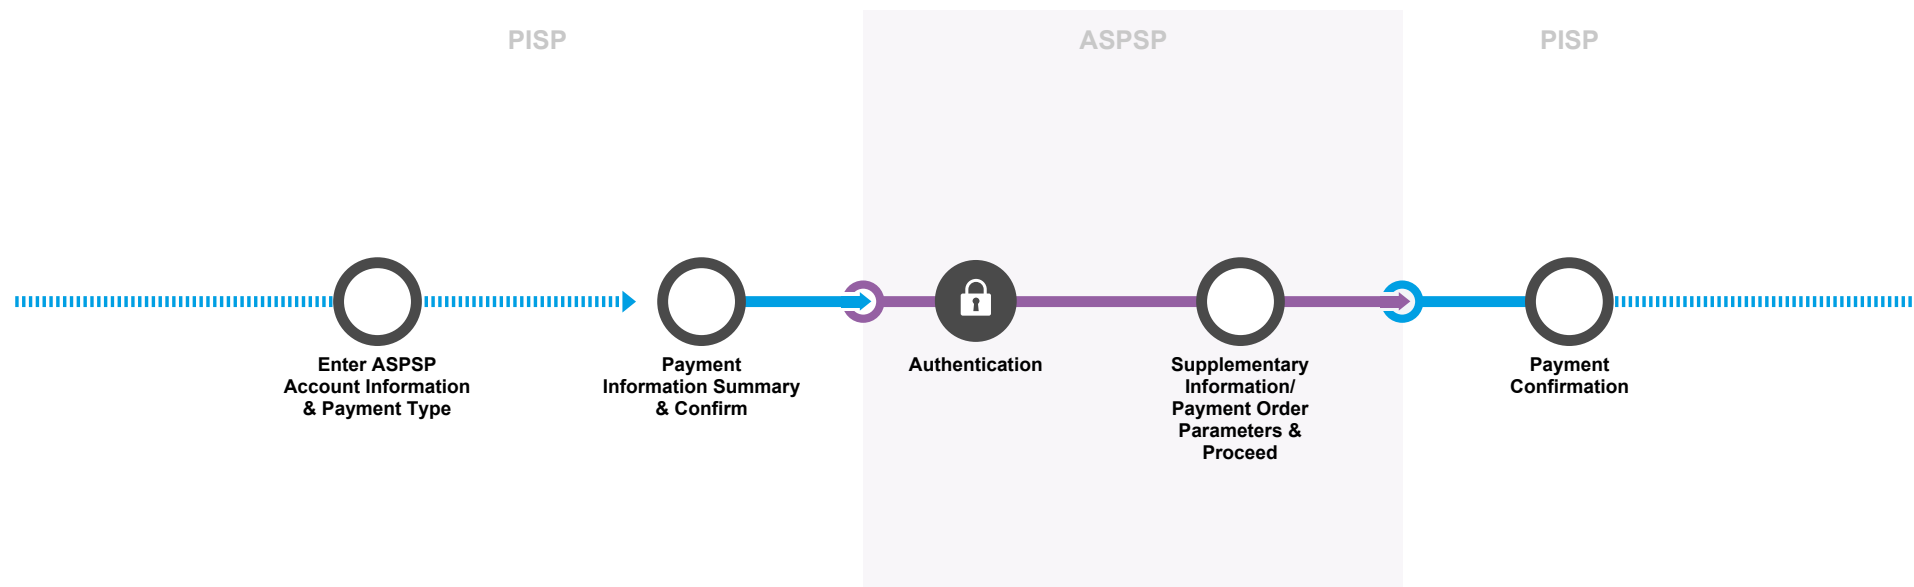 PISP
ASPSP
PISP
Enter ASPSP
Account Information
& Payment Type
Payment
Information Summary
& Confirm
Authentication
Supplementary
Information/
Payment Order
Parameters &
Proceed
Payment
Confirmation